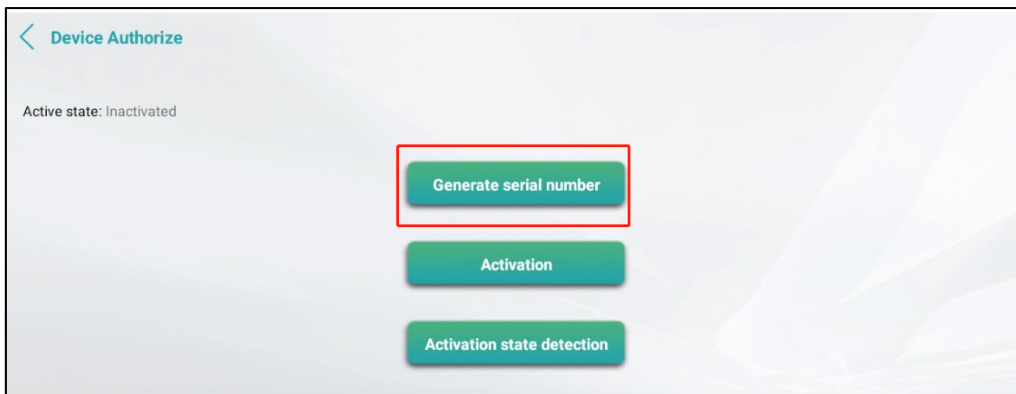 Device Authorize
Active state: Inactivated
Generate serial number
Activation
Activation state detection